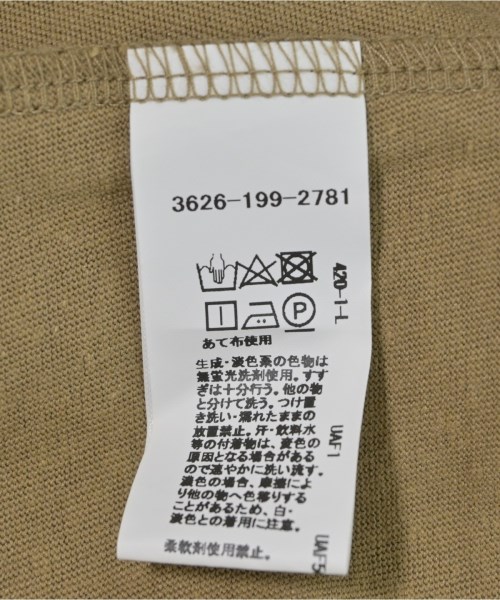 3626-199-2781
420-1-L
P
あて布使用
生成・淡色系の色物は
無蛍光洗剤使用。すす
ぎは十分行う。他の物
と分けて洗う。つけ置
き洗い・濡れたままの
放置禁止。汗・飲料水
等の付着物は、変色の
原因となる場合がある
ので速やかに洗い流す。
濃色の場合、摩擦によ
り他の物へ色移りする
ことがあるため、白・
淡色との着用に注意。
柔軟剤使用禁止。
UAF1